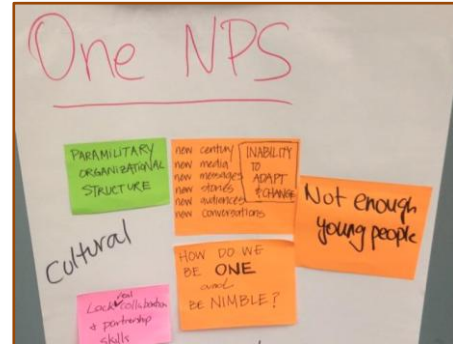 One NPS
PARAMILITARY
ORGANIZATIONAL
STRUCTURE
new century
new media
new messages
new stories
new audiences
new conversations
INABILITY
TO
ADAPT
& CHANGE
Not enough
young people
Cultural
HOW DO WE
BE ONE
and
BE NIMBLE?
real
Lack collaboration
& partnership
skills